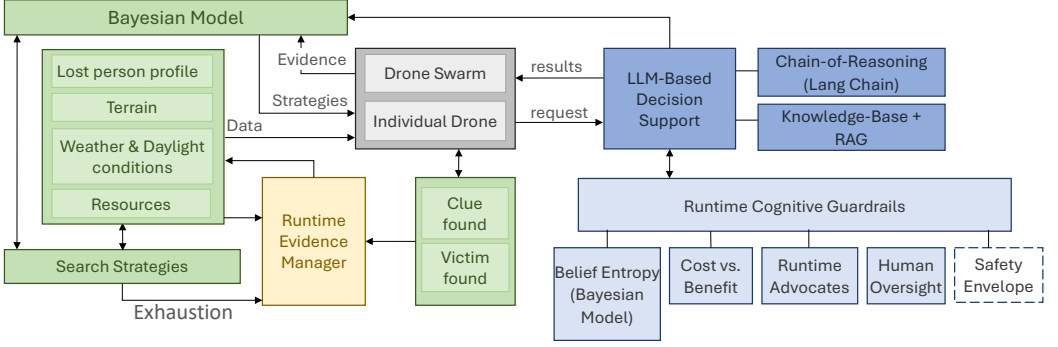 Bayesian Model
Lost person profile
Terrain
Weather & Daylight
conditions
Resources
Search Strategies
Exhaustion
Evidence
Strategies
Data
Runtime
Evidence
Manager
Drone Swarm
Individual Drone
Clue
found
Victim
found
results
request
LLM-Based
Decision
Support
Chain-of-Reasoning
(Lang Chain)
Knowledge-Base +
RAG
Runtime Cognitive Guardrails
Belief Entropy
(Bayesian
Model)
Cost vs.
Benefit
Runtime
Advocates
Human
Oversight
Safety
Envelope